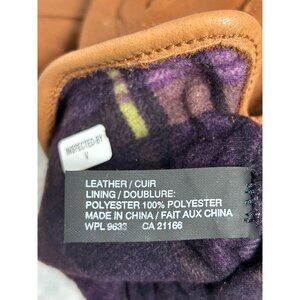 INSPECTED BY
V
LEATHER / CUIR
LINING / DOUBLURE:
POLYESTER 100% POLYESTER
MADE IN CHINA / FAIT AUX CHINA
WPL 9633 CA 21166